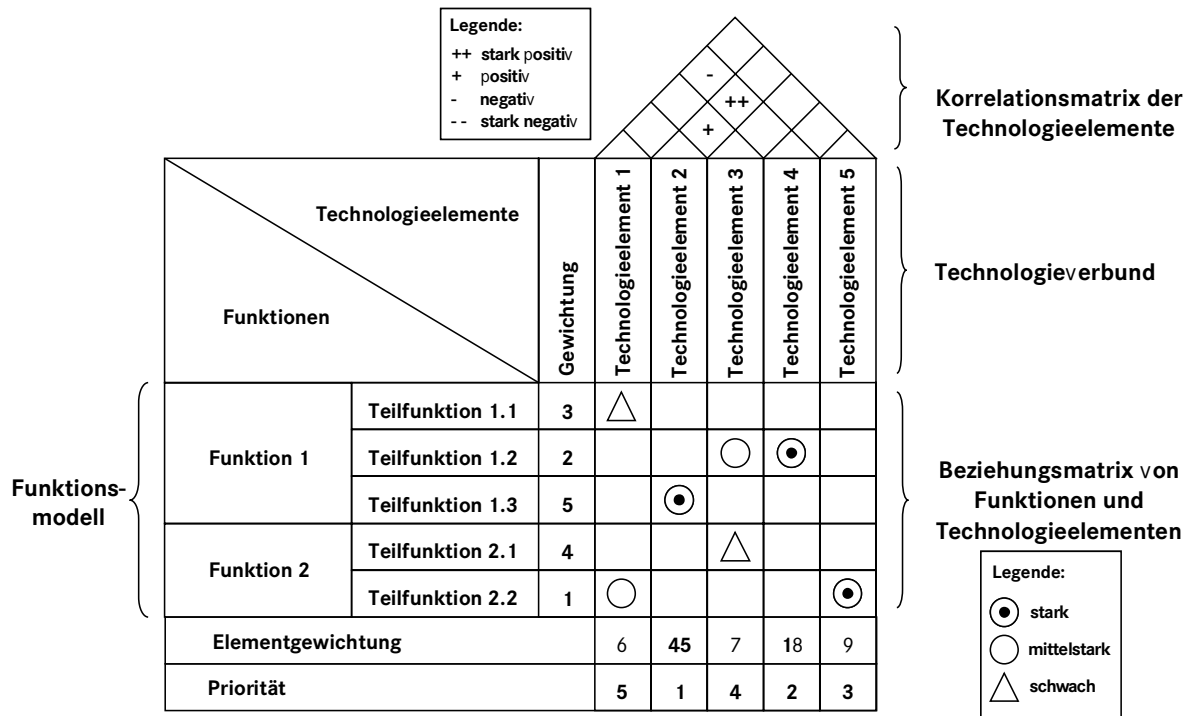 Legende:
++ stark positiv
+ positiv
- negativ
-- stark negativ
-
++
+
Korrelationsmatrix der
Technologieelemente
Technologieelemente
Funktionen
Gewichtung
Technologieelement 1
Technologieelement 2
Technologieelement 3
Technologieelement 4
Technologieelement 5
Technologieverbund
Funktions-
modell
Funktion 1
Teilfunktion 1.1 3
Teilfunktion 1.2 2
Teilfunktion 1.3 5
Funktion 2
Teilfunktion 2.1 4
Teilfunktion 2.2 1
Beziehungsmatrix von
Funktionen und
Technologieelementen
Legende:
stark
mittelstark
schwach
Elementgewichtung 6 45 7 18 9
Priorität 5 1 4 2 3